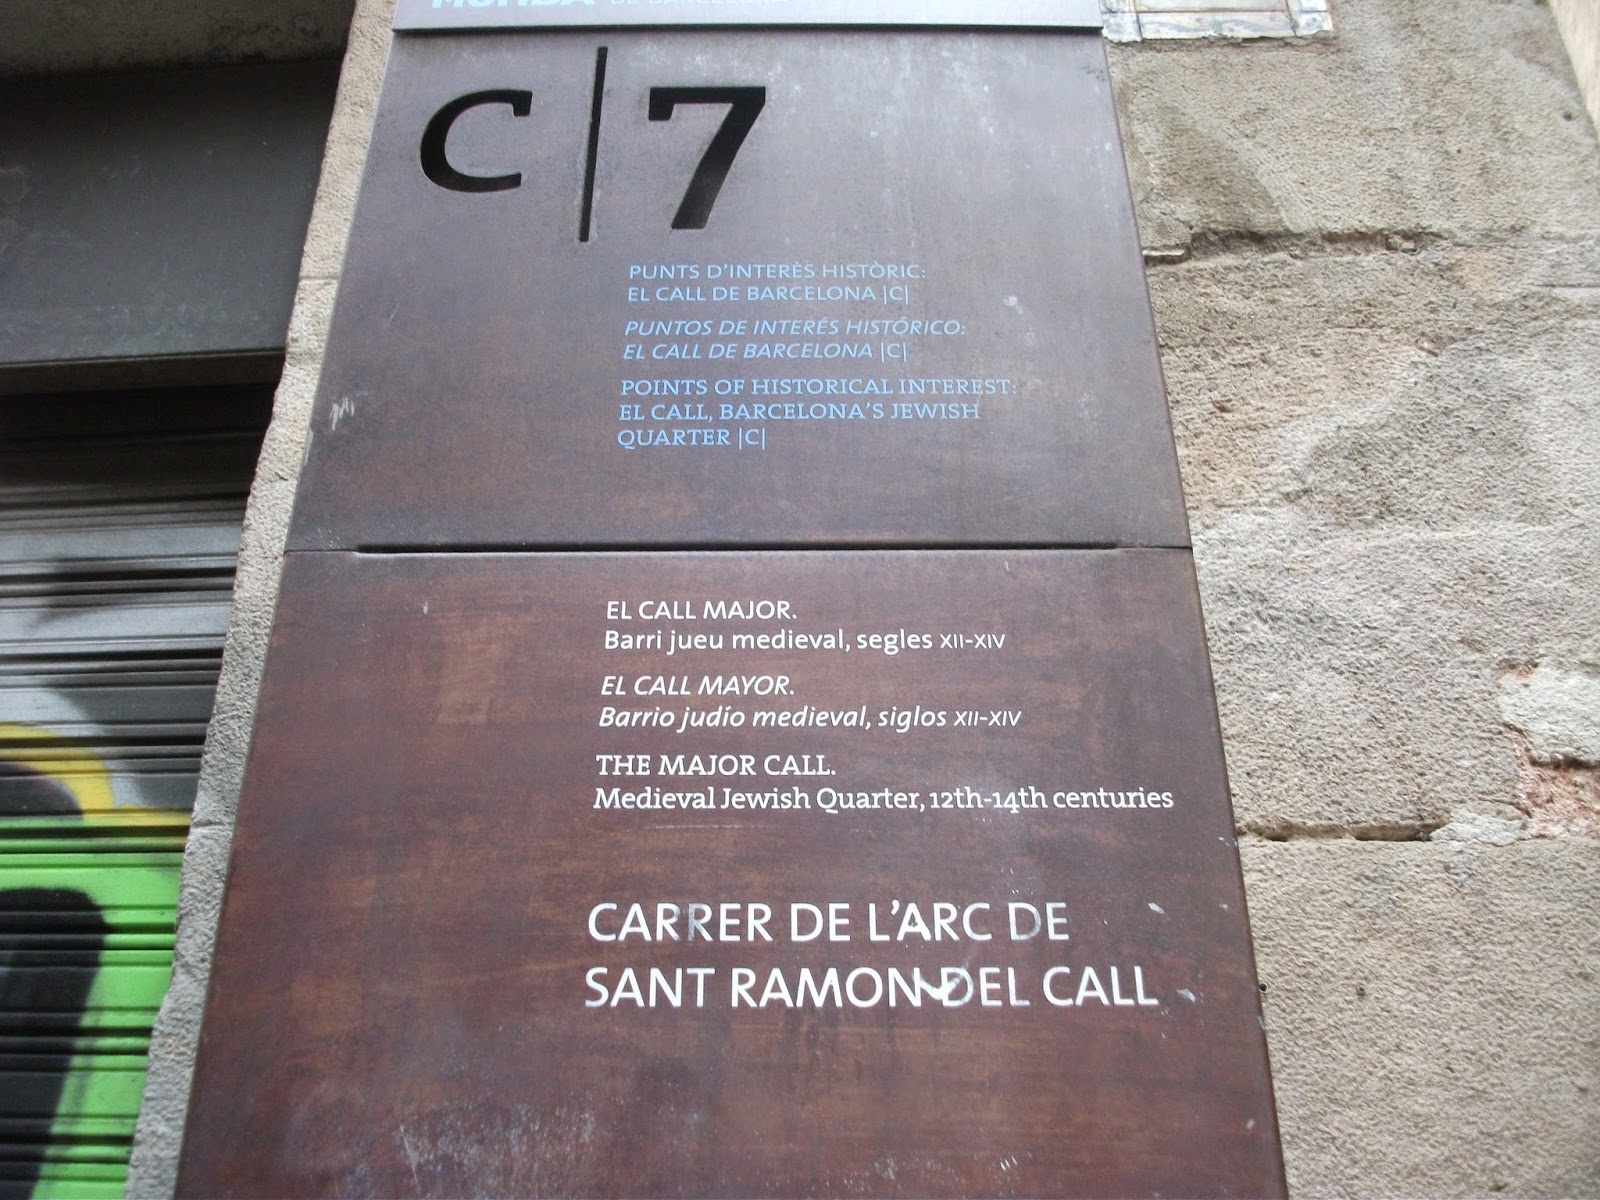 MUHBA DE BARCELONA
C|7
PUNTS D'INTERÈS HISTÒRIC:
EL CALL DE BARCELONA |C|
PUNTOS DE INTERÉS HISTÓRICO:
EL CALL DE BARCELONA |C|
POINTS OF HISTORICAL INTEREST:
EL CALL, BARCELONA'S JEWISH
QUARTER |C|
EL CALL MAJOR.
Barri jueu medieval, segles XII-XIV
EL CALL MAYOR.
Barrio judío medieval, siglos XII-XIV
THE MAJOR CALL.
Medieval Jewish Quarter, 12th-14th centuries
CARRER DE L'ARC DE
SANT RAMON DEL CALL